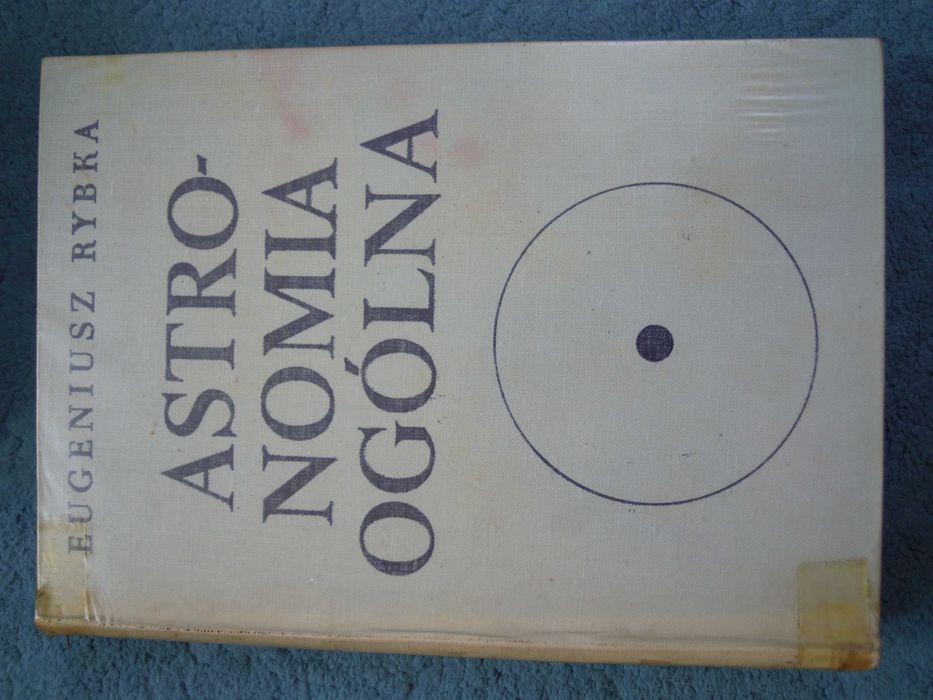 EUGENIUSZ RYBKA
ASTRO-
NOMIA
OGÓLNA